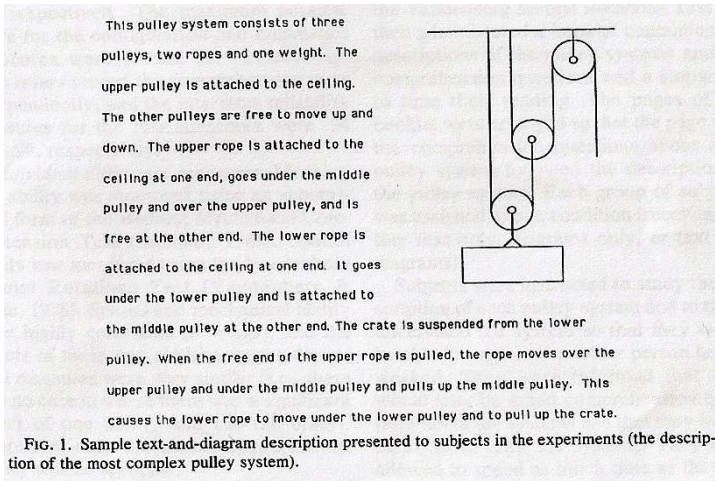 This pulley system consists of three
pulleys, two ropes and one weight. The
upper pulley is attached to the ceiling.
The other pulleys are free to move up and
down. The upper rope is attached to the
ceiling at one end, goes under the middle
pulley and over the upper pulley, and is
free at the other end. The lower rope is
attached to the ceiling at one end. It goes
under the lower pulley and is attached to
the middle pulley at the other end. The crate is suspended from the lower
pulley. When the free end of the upper rope is pulled, the rope moves over the
upper pulley and under the middle pulley and pulls up the middle pulley. This
causes the lower rope to move under the lower pulley and to pull up the crate.
FIG. 1. Sample text-and-diagram description presented to subjects in the experiments (the descrip-
tion of the most complex pulley system).